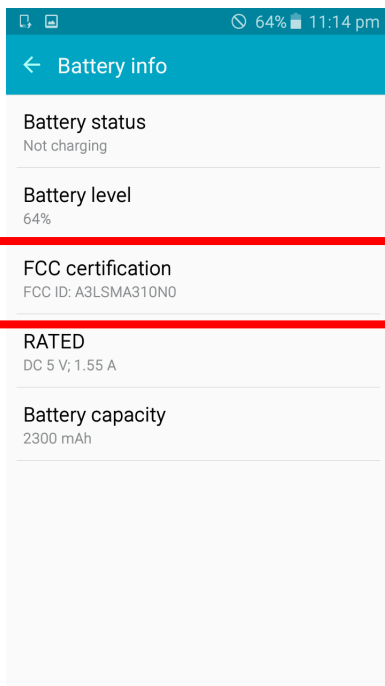 64% 11:14 pm
Battery info
Battery status
Not charging
Battery level
64%
FCC certification
FCC ID: A3LSMA310N0
RATED
DC 5 V; 1.55 A
Battery capacity
2300 mAh